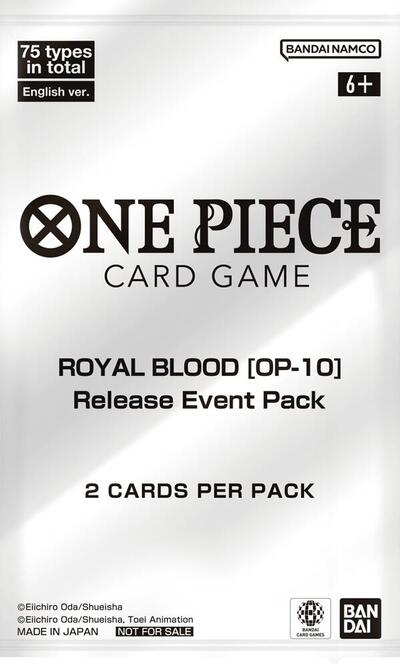 75 types
in total
English ver.
BANDAI NAMCO
6+
ONE PIECE
CARD GAME
ROYAL BLOOD [OP-10]
Release Event Pack
2 CARDS PER PACK
©Eiichiro Oda/Shueisha
©Eiichiro Oda/Shueisha, Toei Animation
MADE IN JAPAN NOT FOR SALE
BANDAI
CARD GAMES
BAN
DAI